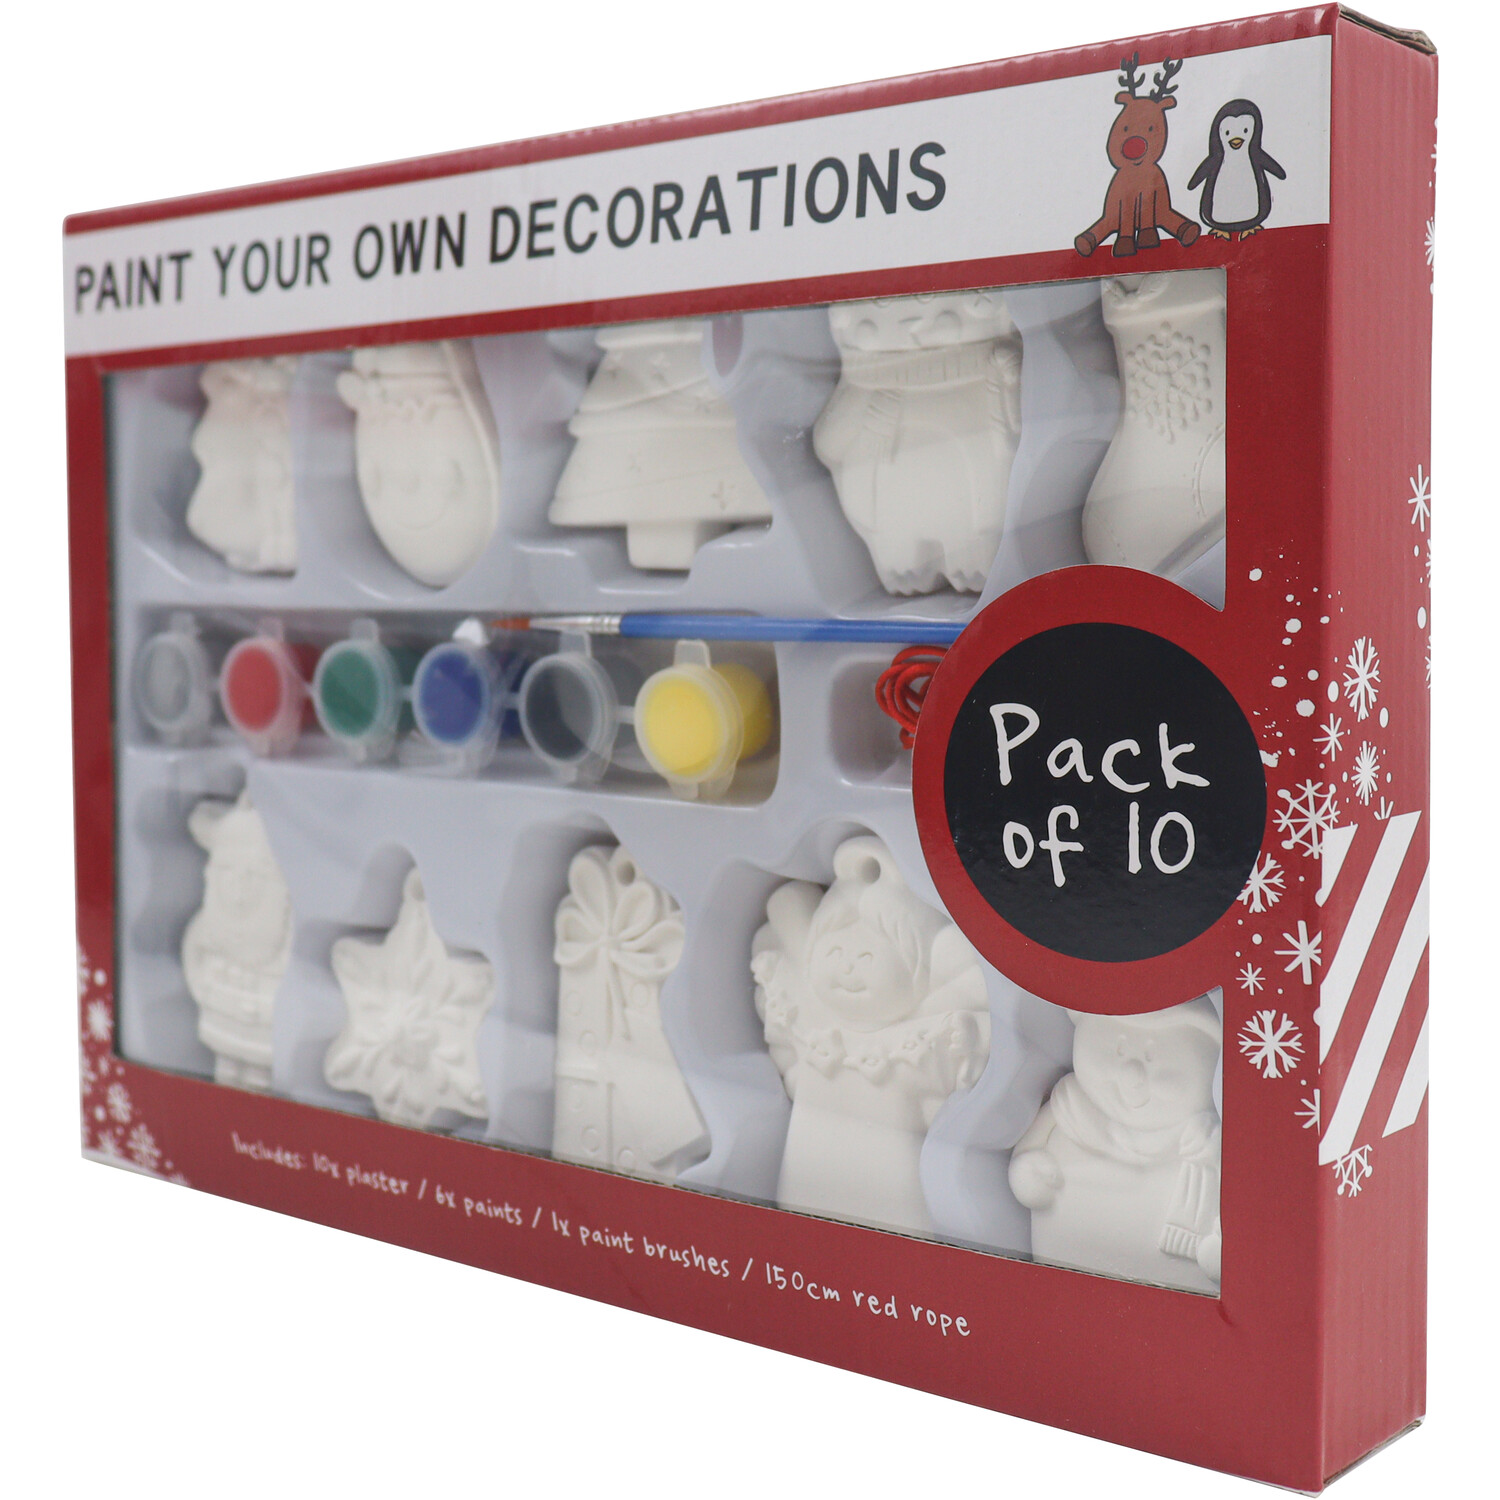 PAINT YOUR OWN DECORATIONS
Pack
of 10
Includes: 10x plaster / 6x paints / 1x paint brushes / 150cm red rope